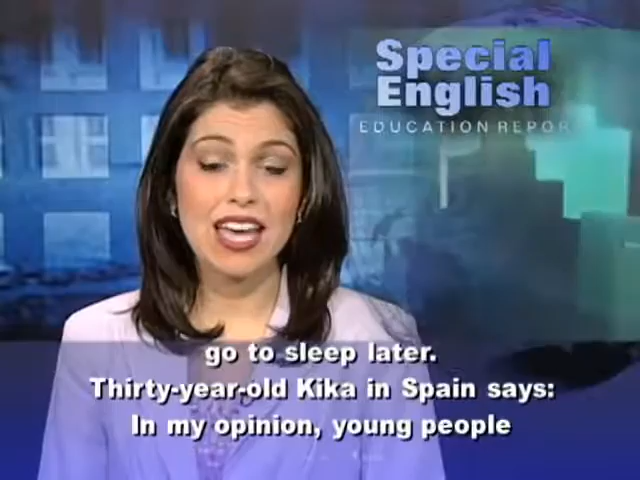 Special
English
EDUCATION REPOR
go to sleep later.
Thirty-year-old Kika in Spain says:
In my opinion, young people